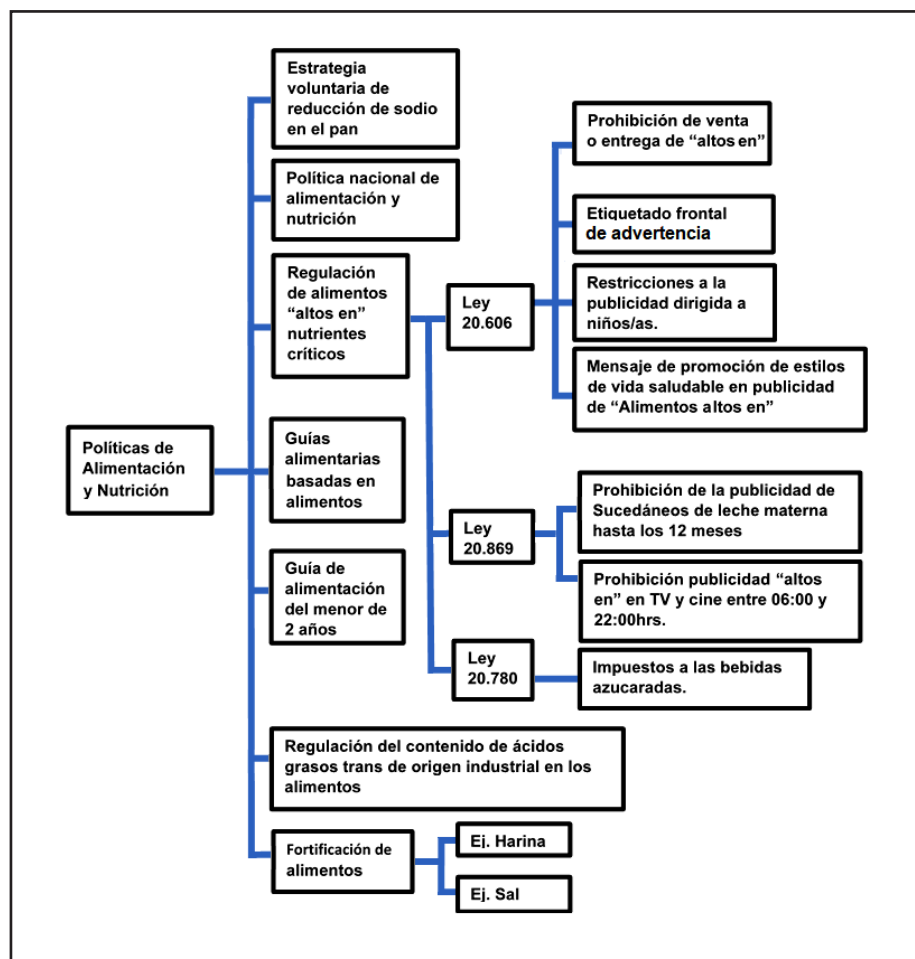 Políticas de
Alimentación
y Nutrición
Estrategia
voluntaria de
reducción de sodio
en el pan
Política nacional de
alimentación y
nutrición
Regulación
de alimentos
“altos en”
nutrientes
críticos
Ley
20.606
Prohibición de venta
o entrega de “altos en”
Etiquetado frontal
de advertencia
Restricciones a la
publicidad dirigida a
niños/as.
Mensaje de promoción de estilos
de vida saludable en publicidad
de “Alimentos altos en”
Ley
20.869
Prohibición de la publicidad de
Sucedáneos de leche materna
hasta los 12 meses
Prohibición publicidad “altos
en” en TV y cine entre 06:00 y
22:00hrs.
Ley
20.780
Impuestos a las bebidas
azucaradas.
Guías
alimentarias
basadas en
alimentos
Guía de
alimentación
del menor de
2 años
Regulación del contenido de ácidos
grasos trans de origen industrial en los
alimentos
Fortificación de
alimentos
Ej. Harina
Ej. Sal